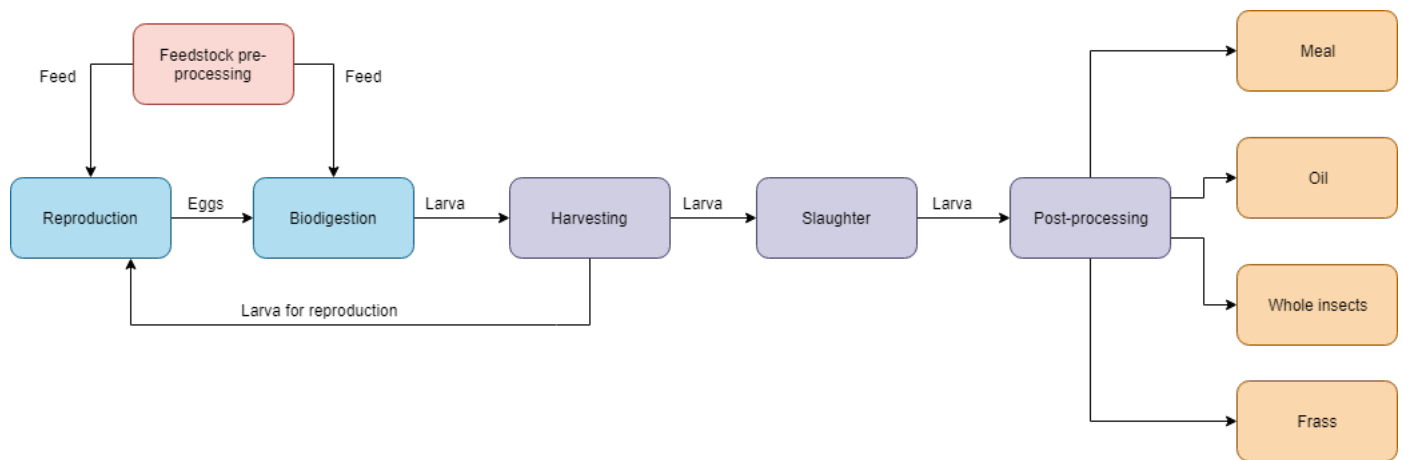 Feedstock pre-
processing
Feed
Feed
Reproduction
Eggs
Biodigestion
Larva
Harvesting
Larva
Slaughter
Larva
Post-processing
Larva for reproduction
Meal
Oil
Whole insects
Frass